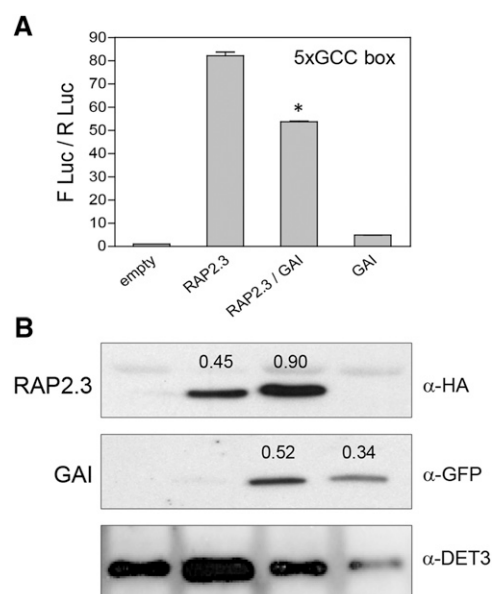 A
F Luc / R Luc
90
80
70
60
50
40
30
20
10
0
5xGCC box
*
empty
RAP2.3
RAP2.3 / GAI
GAI
B
RAP2.3
0.45 0.90
α-HA
GAI
0.52 0.34
α-GFP
α-DET3